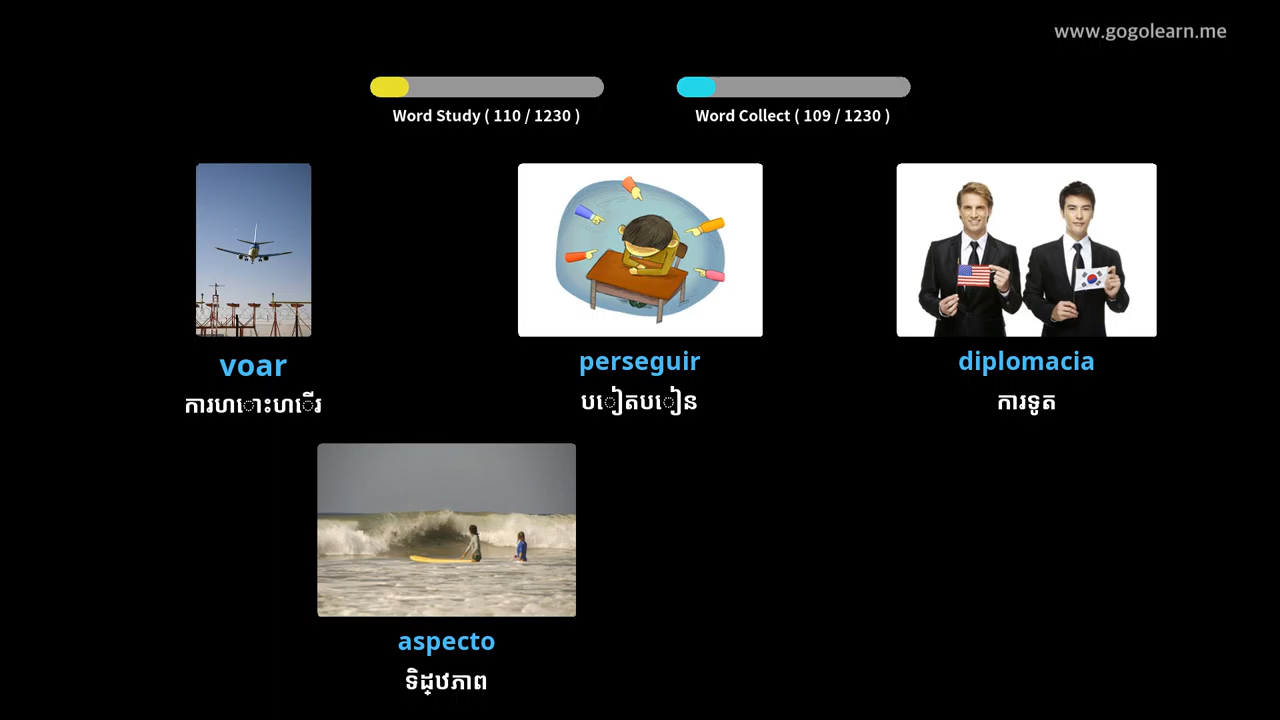 www.gogolearn.me
Word Study ( 110 / 1230 )
Word Collect ( 109 / 1230 )
voar
ការហោះហើរ
perseguir
បៀតបៀន
diplomacia
ការទូត
aspecto
ទិដ្ឋភាព